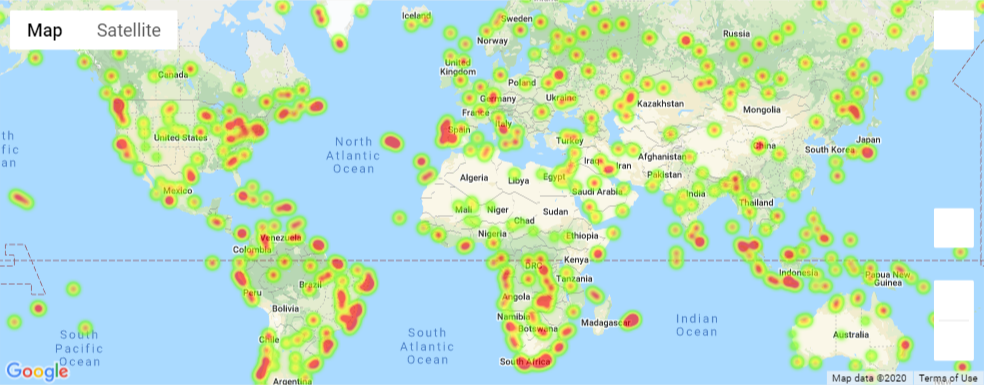 Map Satellite
Iceland
Sweden
Norway
Russia
Canada
United
Kingdom
Poland
Germany
Ukraine
Kazakhstan
Mongolia
France
Italy
Spain
Turkey
United States
North
Atlantic
Ocean
China
Japan
South Korea
Iraq
Iran
Afghanistan
Pakistan
Algeria
Libya
Egypt
Saudi Arabia
India
Thailand
Mexico
Mali
Niger
Chad
Sudan
Nigeria
Ethiopia
Venezuela
Colombia
Kenya
DRC
Tanzania
Indonesia
Papua New
Guinea
Peru
Brazil
Bolivia
Angola
Namibia
Botswana
Madagascar
Indian
Ocean
Australia
South
Pacific
Ocean
Chile
South
Atlantic
Ocean
South Africa
Argentina
Google
Map data ©2020 Terms of Use